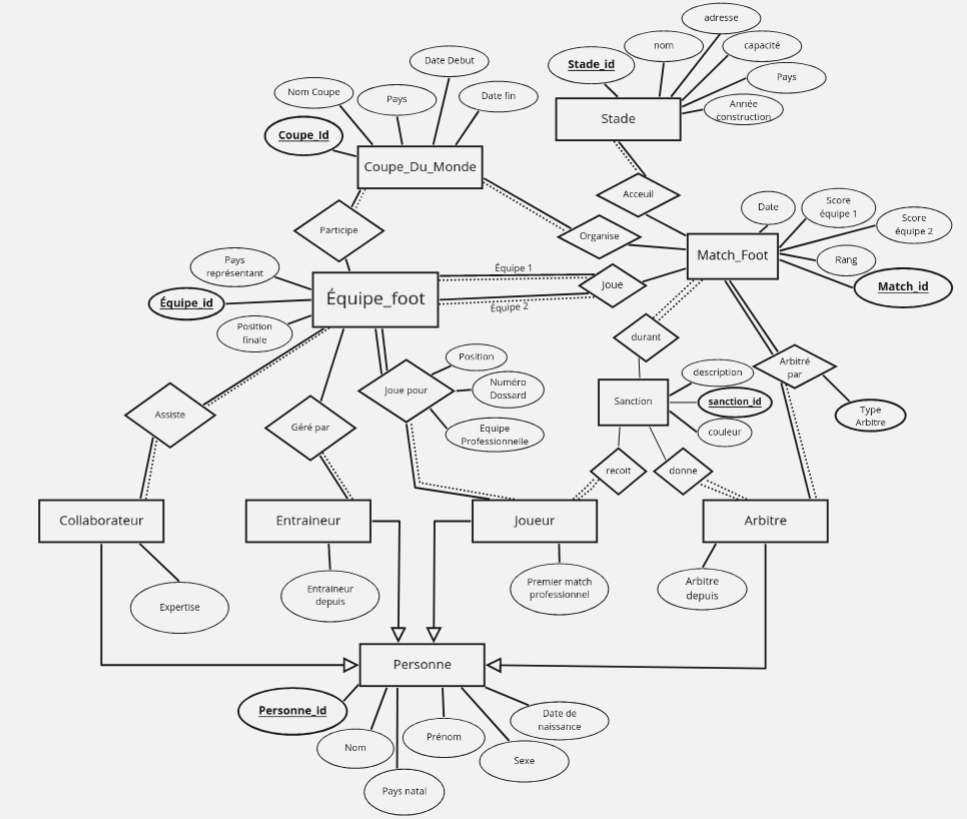 adresse
nom
capacité
Stade_id
Pays
Année
construction
Stade
Date Debut
Nom Coupe
Pays
Date fin
Coupe_Id
Coupe_Du_Monde
Acceuil
Participe
Organise
Date
Score
équipe 1
Score
équipe 2
Match_Foot
Rang
Match_id
Pays
représentant
Équipe_id
Position
finale
Équipe_foot
Équipe 1
Équipe 2
Joue
durant
Arbitré
par
Type
Arbitre
Position
Numéro
Dossard
Equipe
Professionnelle
Joue pour
Assiste
Géré par
Sanction
description
sanction_id
couleur
recoit
donne
Collaborateur
Entraineur
Joueur
Arbitre
Expertise
Entraineur
depuis
Premier match
professionnel
Arbitre
depuis
Personne
Personne_id
Nom
Pays natal
Prénom
Sexe
Date de
naissance